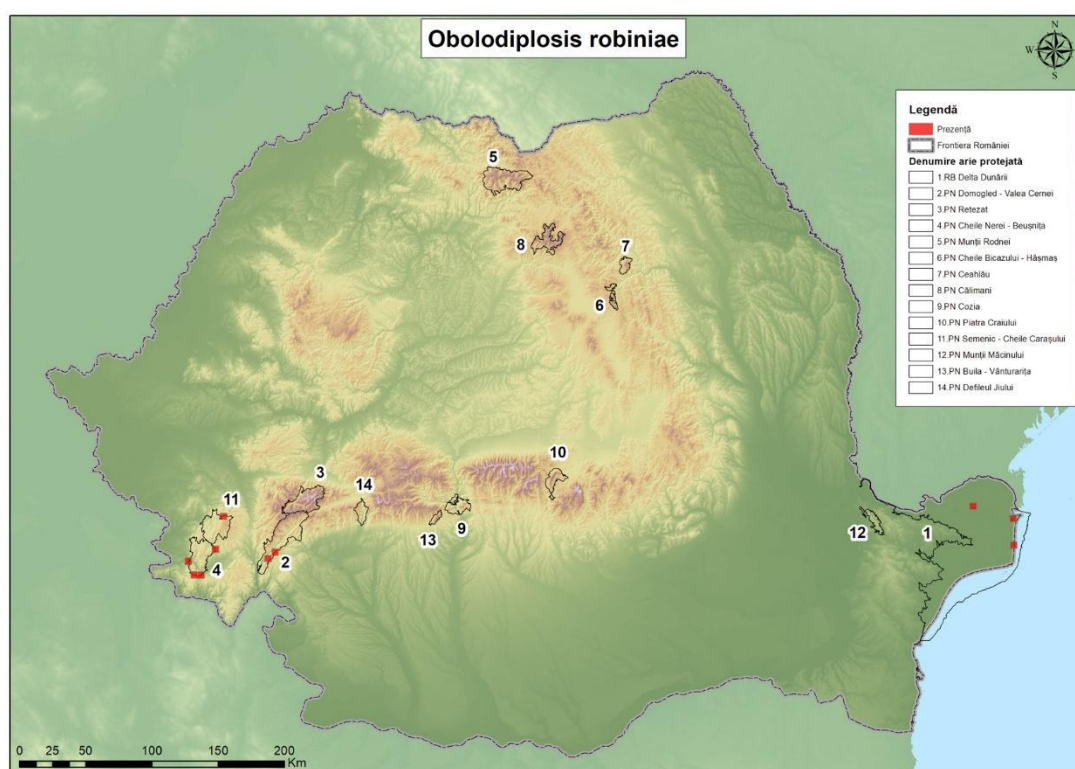 Obolodiplosis robiniae
N
W
E
S
Legendă
Prezență
Frontiera României
Denumire arie protejată
1.RB Delta Dunării
2.PN Domogled - Valea Cernei
3.PN Retezat
4.PN Cheile Nerei - Beușnița
5.PN Munții Rodnei
6.PN Cheile Bicazului - Hășmaș
7.PN Ceahlău
8.PN Călimani
9.PN Cozia
10.PN Piatra Craiului
11.PN Semenic - Cheile Carașului
12.PN Munții Măcinului
13.PN Buila - Vânturarița
14.PN Defileul Jiului
5
8
7
6
10
3
14
11
9
13
12
1
2
4
0 25 50 100 150 200
Km